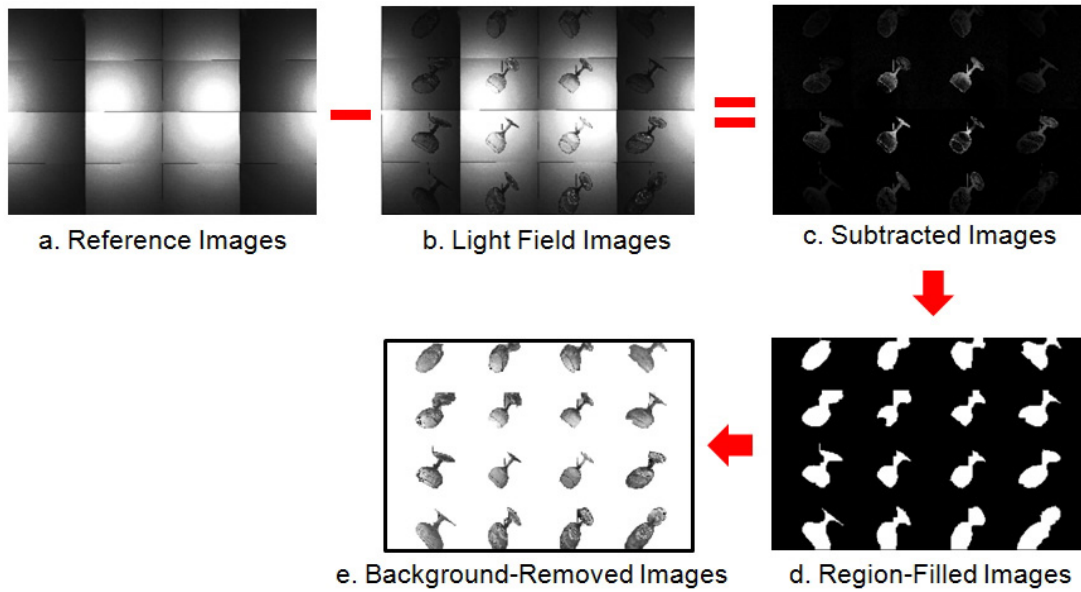 a. Reference Images
b. Light Field Images
c. Subtracted Images
e. Background-Removed Images
d. Region-Filled Images